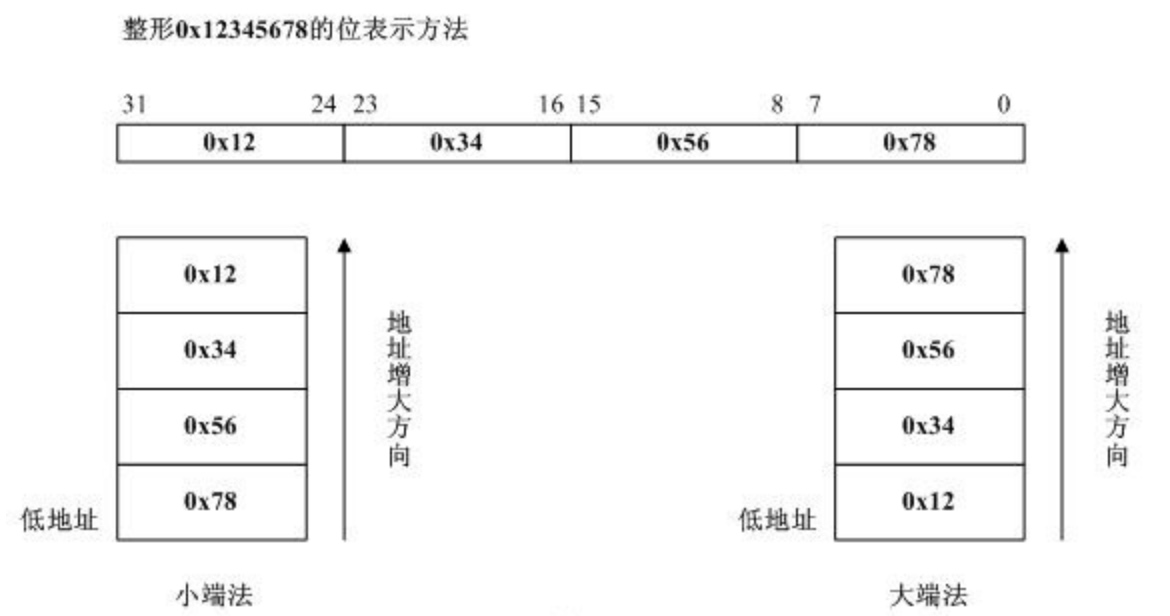 整形0x12345678的位表示方法
31 24 23 16 15 8 7 0
0x12 0x34 0x56 0x78
0x12
0x34
0x56
0x78
低地址
地址增大方向
小端法
0x78
0x56
0x34
0x12
低地址
地址增大方向
大端法